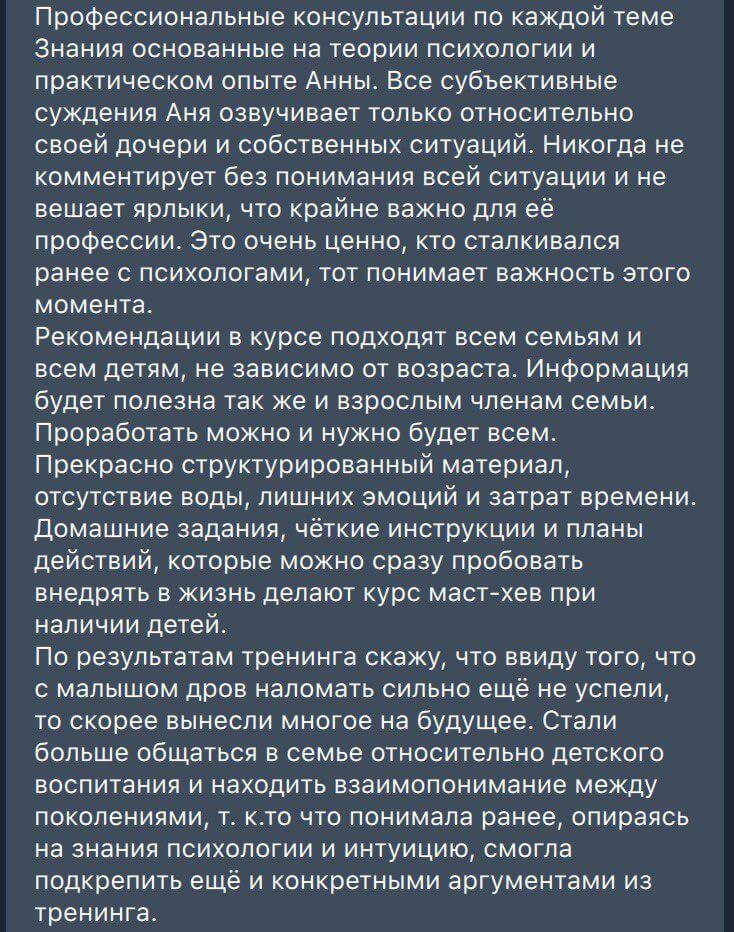 Профессиональные консультации по каждой теме
Знания основанные на теории психологии и
практическом опыте Анны. Все субъективные
суждения Аня озвучивает только относительно
своей дочери и собственных ситуаций. Никогда не
комментирует без понимания всей ситуации и не
вешает ярлыки, что крайне важно для её
профессии. Это очень ценно, кто сталкивался
ранее с психологами, тот понимает важность этого
момента.
Рекомендации в курсе подходят всем семьям и
всем детям, не зависимо от возраста. Информация
будет полезна так же и взрослым членам семьи.
Проработать можно и нужно будет всем.
Прекрасно структурированный материал,
отсутствие воды, лишних эмоций и затрат времени.
Домашние задания, чёткие инструкции и планы
действий, которые можно сразу пробовать
внедрять в жизнь делают курс маст-хев при
наличии детей.
По результатам тренинга скажу, что ввиду того, что
с малышом дров наломать сильно ещё не успели,
то скорее вынесли многое на будущее. Стали
больше общаться в семье относительно детского
воспитания и находить взаимопонимание между
поколениями, т. к.то что понимала ранее, опираясь
на знания психологии и интуицию, смогла
подкрепить ещё и конкретными аргументами из
тренинга.